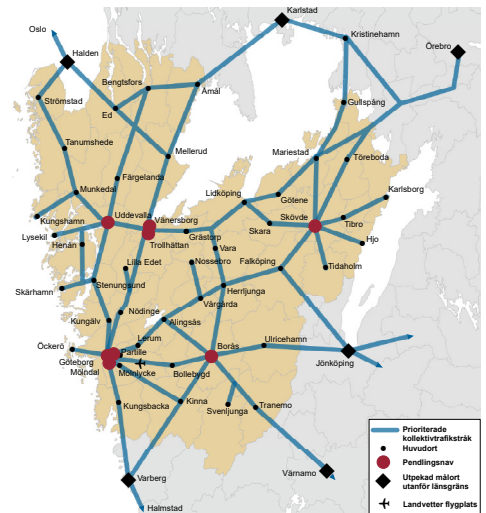 Karlstad
Oslo
Kristinehamn
Örebro
Halden
Bengtsfors
Åmål
Strömstad
Ed
Gullspång
Tanumshede
Mellerud
Mariestad
Töreboda
Munkedal
Färgelanda
Karlsborg
Lidköping
Götene
Kungshamn
Uddevalla
Vänersborg
Skövde
Lysekil
Trollhättan
Grästorp
Skara
Tibro
Henån
Vara
Hjo
Lilla Edet
Nossebro
Falköping
Tidaholm
Skärhamn
Stenungsund
Herrljunga
Nödinge
Vårgårda
Kungälv
Alingsås
Ulricehamn
Öckerö
Lerum
Partille
Borås
Göteborg
Mölndal
Mölnlycke
Bollebygd
Jönköping
Kungsbacka
Kinna
Svenljunga
Tranemo
Varberg
Värnamo
Halmstad
Prioriterade
kollektivtrafikstråk
Huvudort
Pendlingsnav
Utpekad målort
utanför länsgräns
Landvetter flygplats